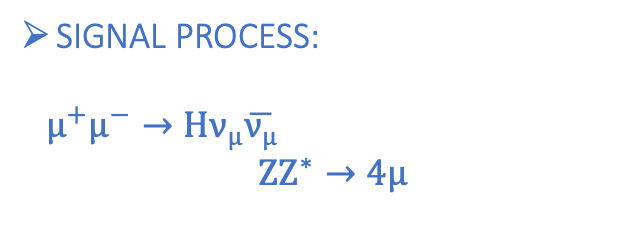 ➢ SIGNAL PROCESS:
μ⁺μ⁻ → Hν_μν̅_μ
ZZ* → 4μ